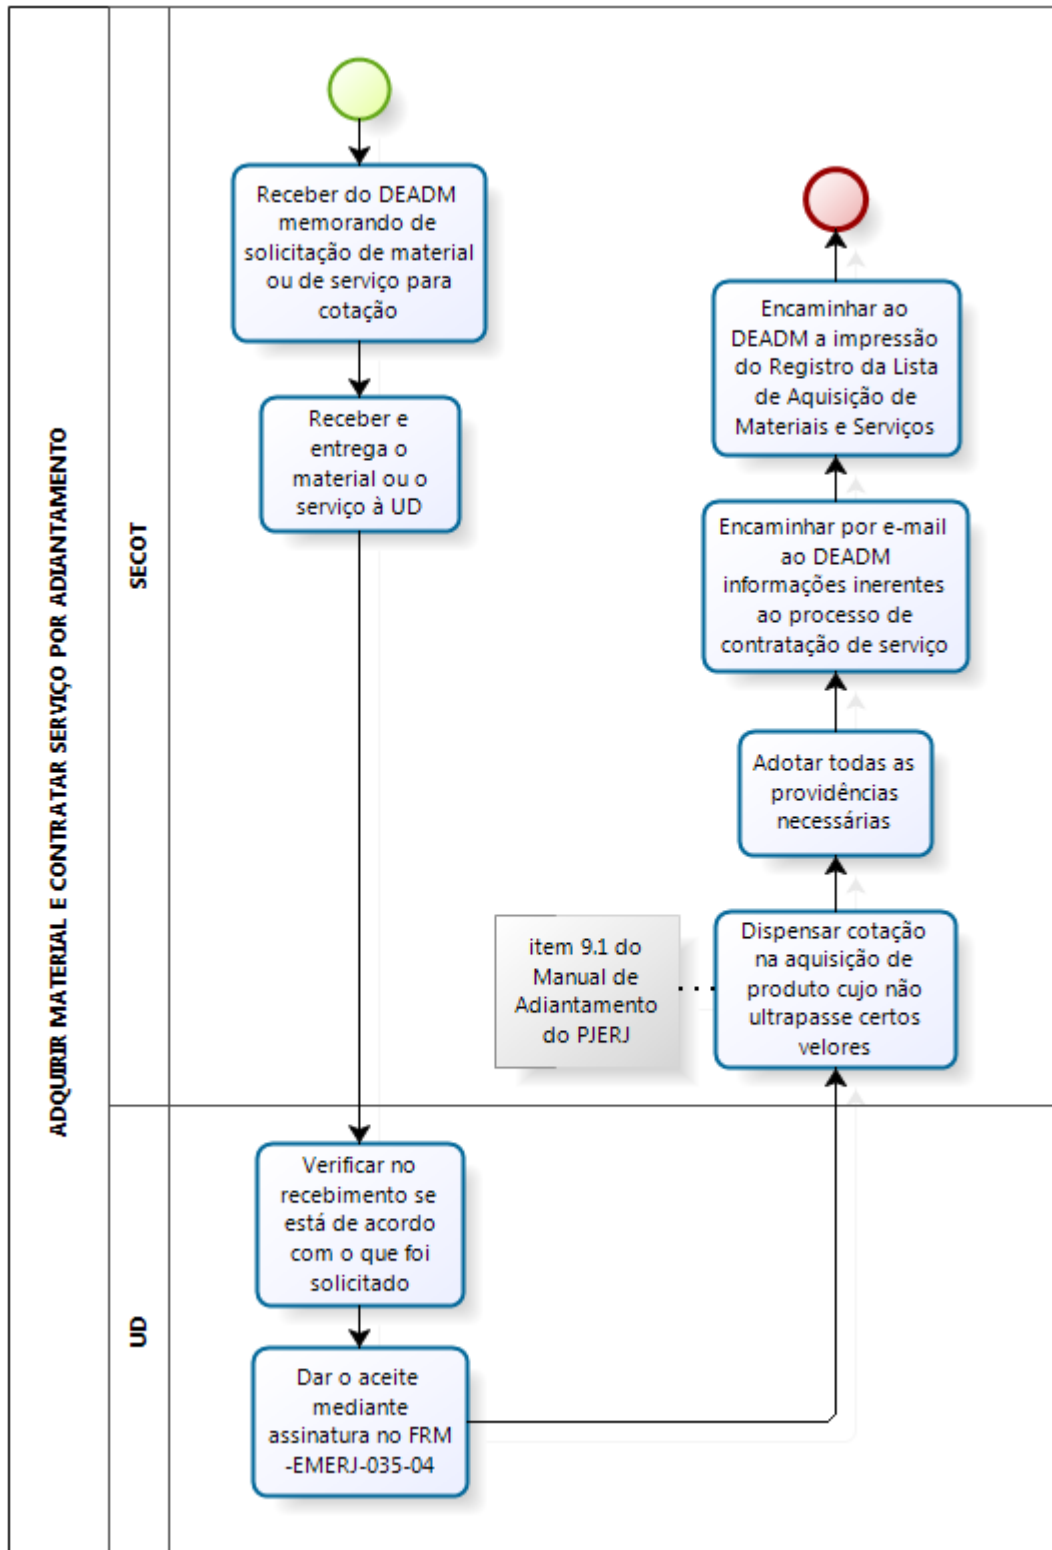 ADQUIRIR MATERIAL E CONTRATAR SERVIÇO POR ADIANTAMENTO
SECOT
Receber do DEADM
memorando de
solicitação de material
ou de serviço para
cotação
Receber e
entrega o
material ou o
serviço à UD
Encaminhar ao
DEADM a impressão
do Registro da Lista
de Aquisição de
Materiais e Serviços
Encaminhar por e-mail
ao DEADM
informações inerentes
ao processo de
contratação de serviço
Adotar todas as
providências
necessárias
item 9.1 do
Manual de
Adiantamento
do PJERJ
Dispensar cotação
na aquisição de
produto cujo não
ultrapasse certos
velores
UD
Verificar no
recebimento se
está de acordo
com o que foi
solicitado
Dar o aceite
mediante
assinatura no FRM
-EMERJ-035-04